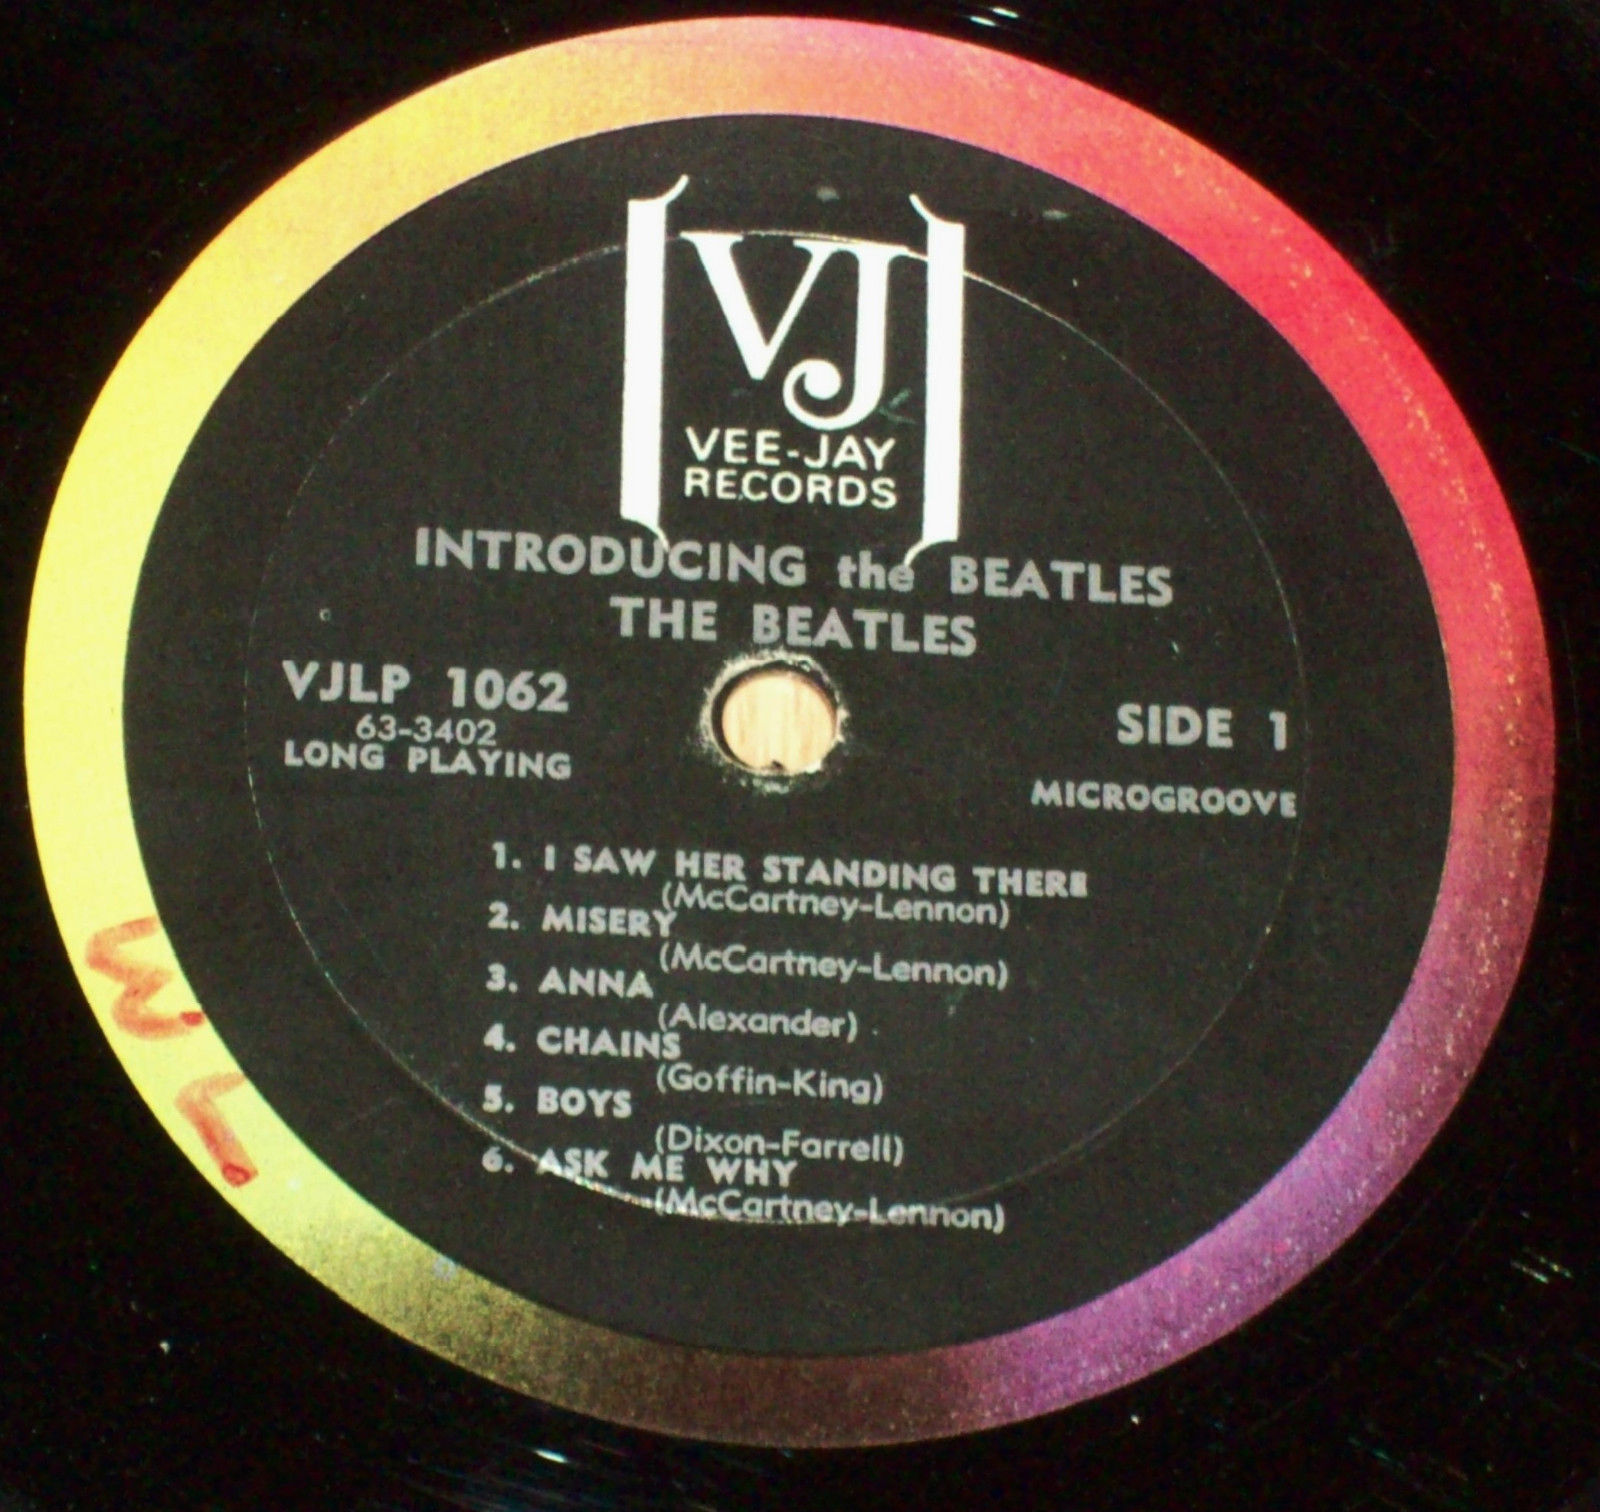 VJ
VEE-JAY
RECORDS
INTRODUCING the BEATLES
THE BEATLES
VJLP 1062
63-3402
LONG PLAYING
SIDE 1
MICROGROOVE
1. I SAW HER STANDING THERE
(McCartney-Lennon)
2. MISERY
(McCartney-Lennon)
3. ANNA
(Alexander)
4. CHAINS
(Goffin-King)
5. BOYS
(Dixon-Farrell)
6. ASK ME WHY
(McCartney-Lennon)
WL